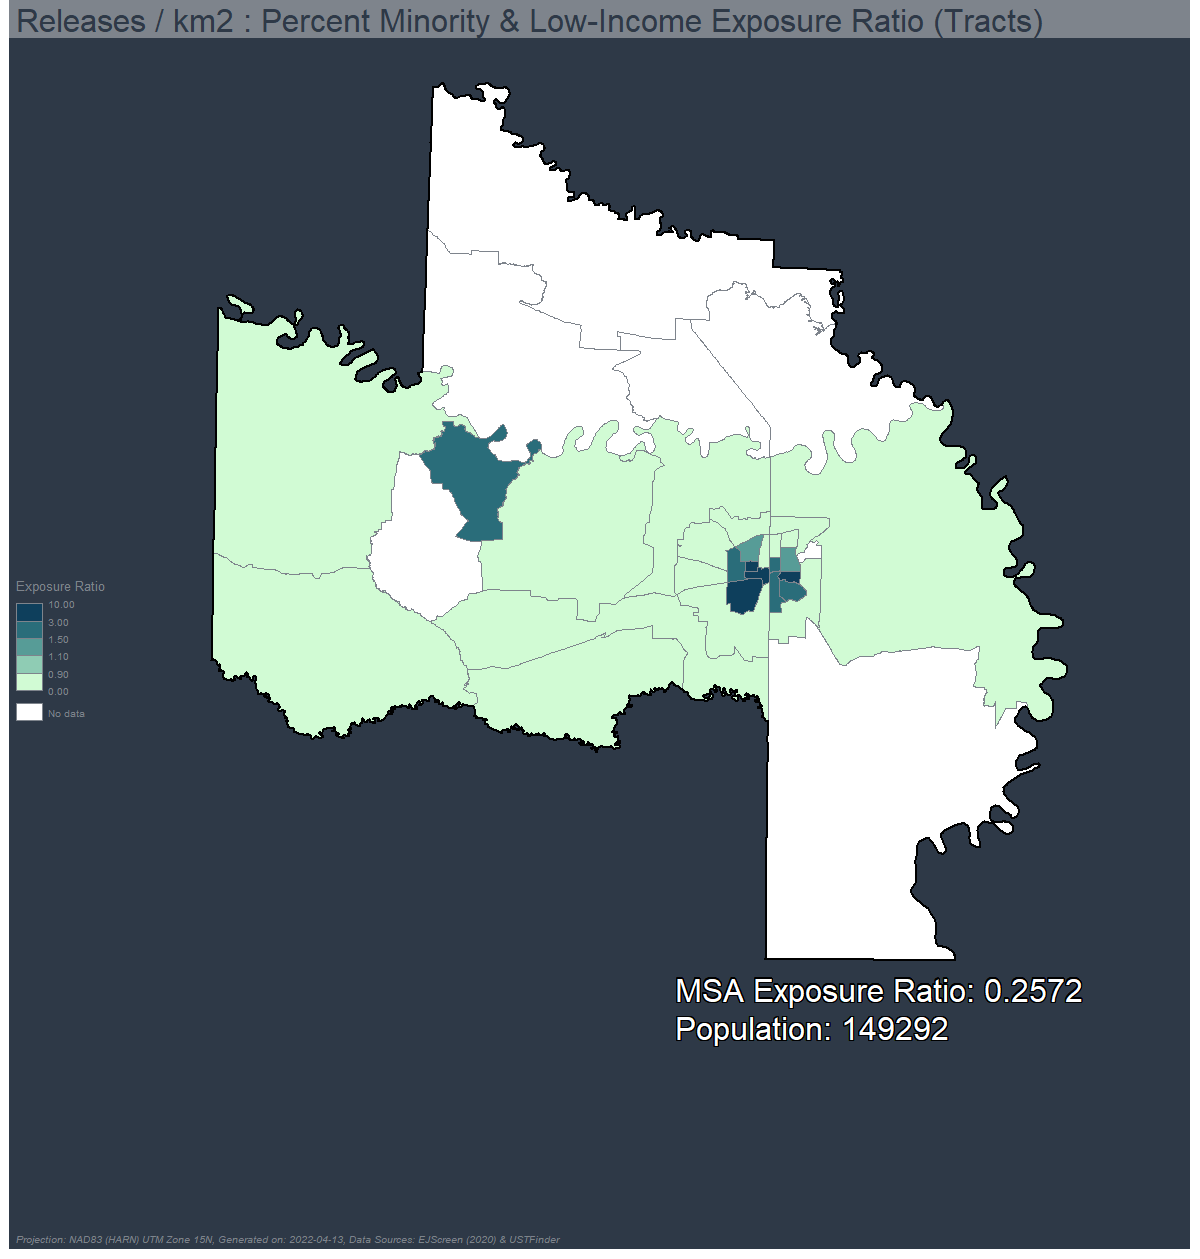 Releases / km2 : Percent Minority & Low-Income Exposure Ratio (Tracts)
Exposure Ratio
10.00
3.00
1.50
1.10
0.90
0.00
No data
MSA Exposure Ratio: 0.2572
Population: 149292
Projection: NAD83 (HARN) UTM Zone 15N, Generated on: 2022-04-13, Data Sources: EJScreen (2020) & USTFinder